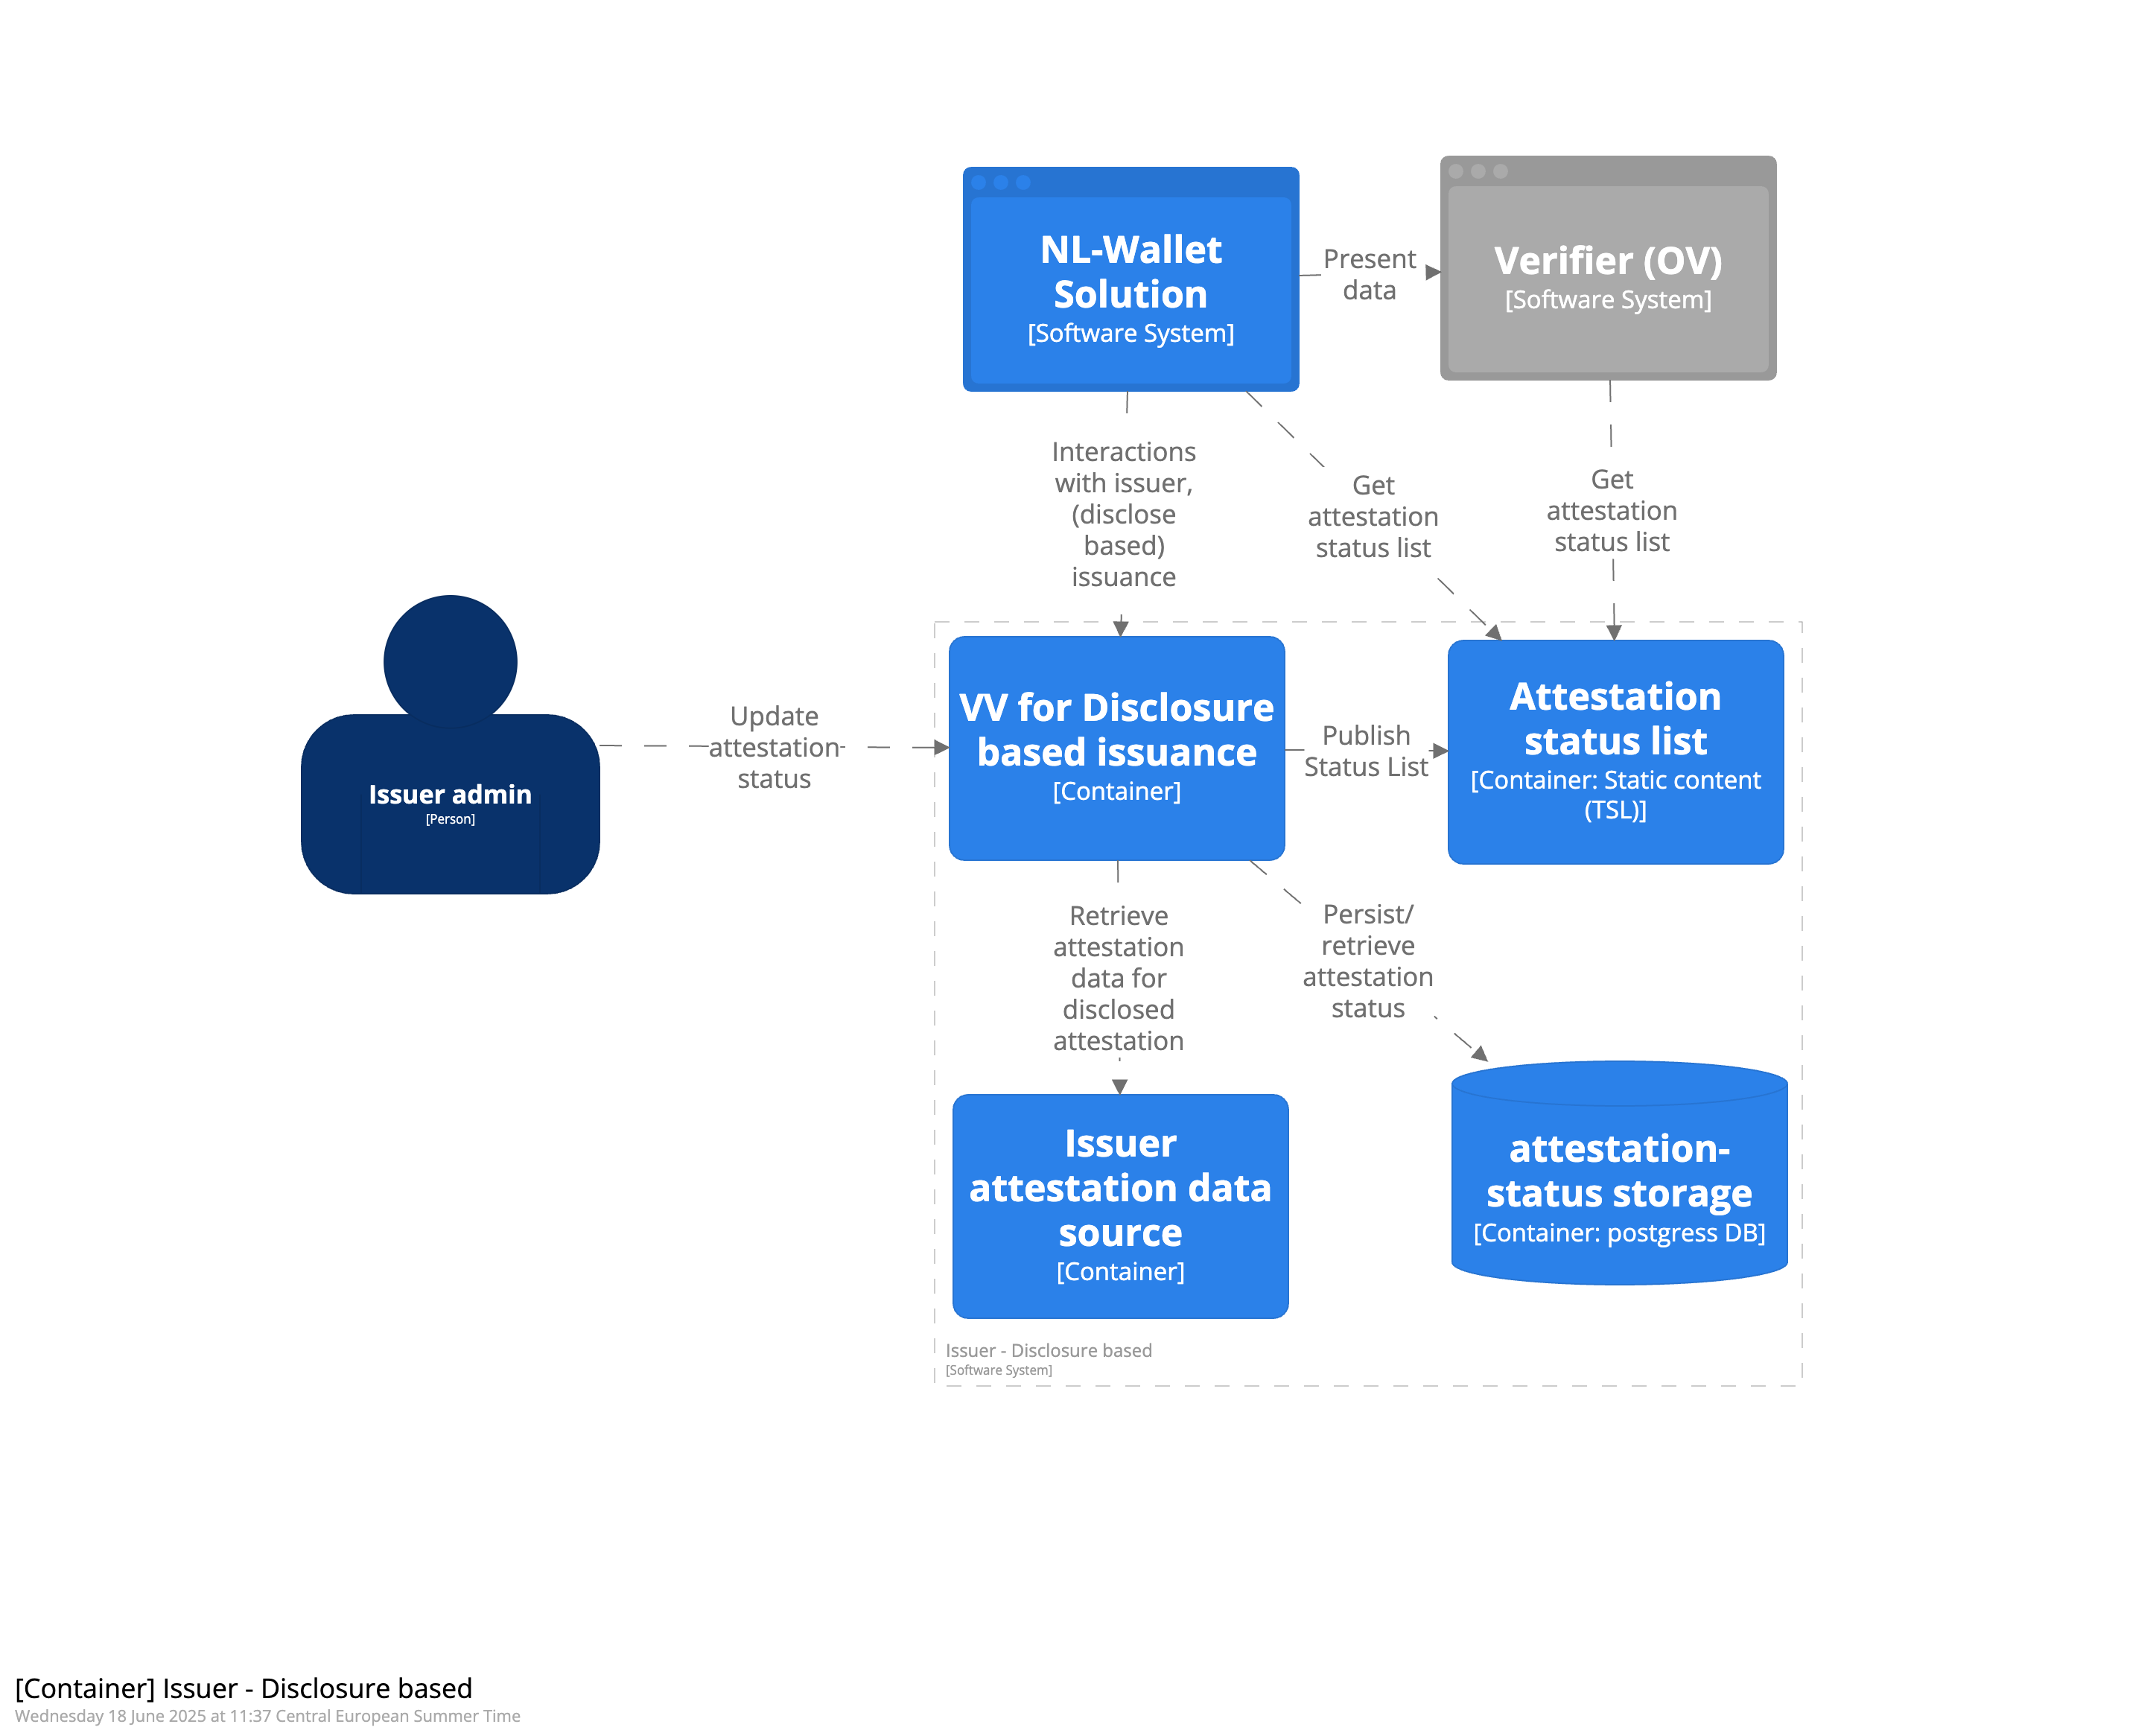 NL-Wallet
Solution
[Software System]
Present
data
Verifier (OV)
[Software System]
Interactions
with issuer,
(disclose
based)
issuance
Get
attestation
status list
Get
attestation
status list
Issuer admin
[Person]
Update
attestation
status
VV for Disclosure
based issuance
[Container]
Publish
Status List
Attestation
status list
[Container: Static content
(TSL)]
Retrieve
attestation
data for
disclosed
attestation
Persist/
retrieve
attestation
status
Issuer
attestation data
source
[Container]
attestation-
status storage
[Container: postgress DB]
Issuer - Disclosure based
[Software System]
[Container] Issuer - Disclosure based
Wednesday 18 June 2025 at 11:37 Central European Summer Time